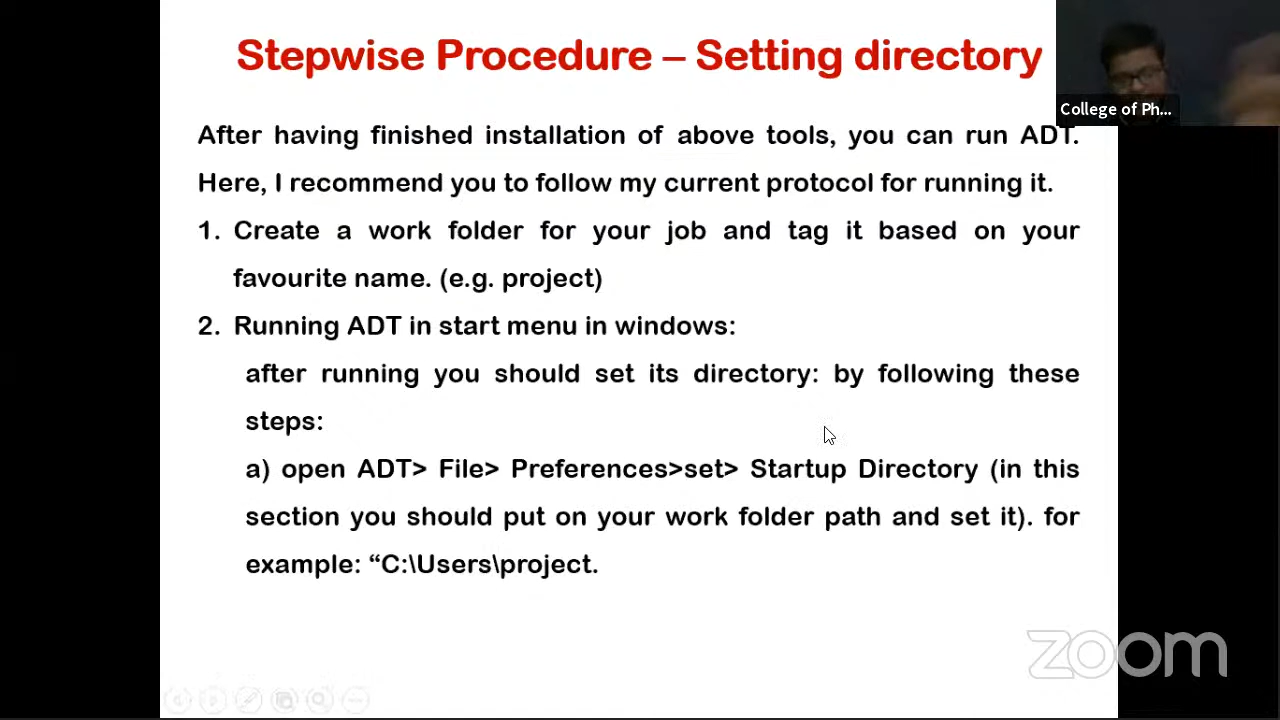 Stepwise Procedure – Setting directory
College of Ph...
After having finished installation of above tools, you can run ADT.
Here, I recommend you to follow my current protocol for running it.
1. Create a work folder for your job and tag it based on your
favourite name. (e.g. project)
2. Running ADT in start menu in windows:
after running you should set its directory: by following these
steps:
a) open ADT> File> Preferences>set> Startup Directory (in this
section you should put on your work folder path and set it). for
example: “C:\Users\project.
zoom